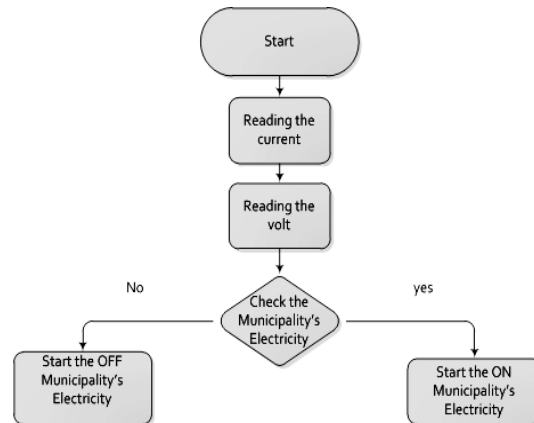 Start
Reading the
current
Reading the
volt
No
yes
Check the
Municipality's
Electricity
Start the OFF
Municipality's
Electricity
Start the ON
Municipality's
Electricity